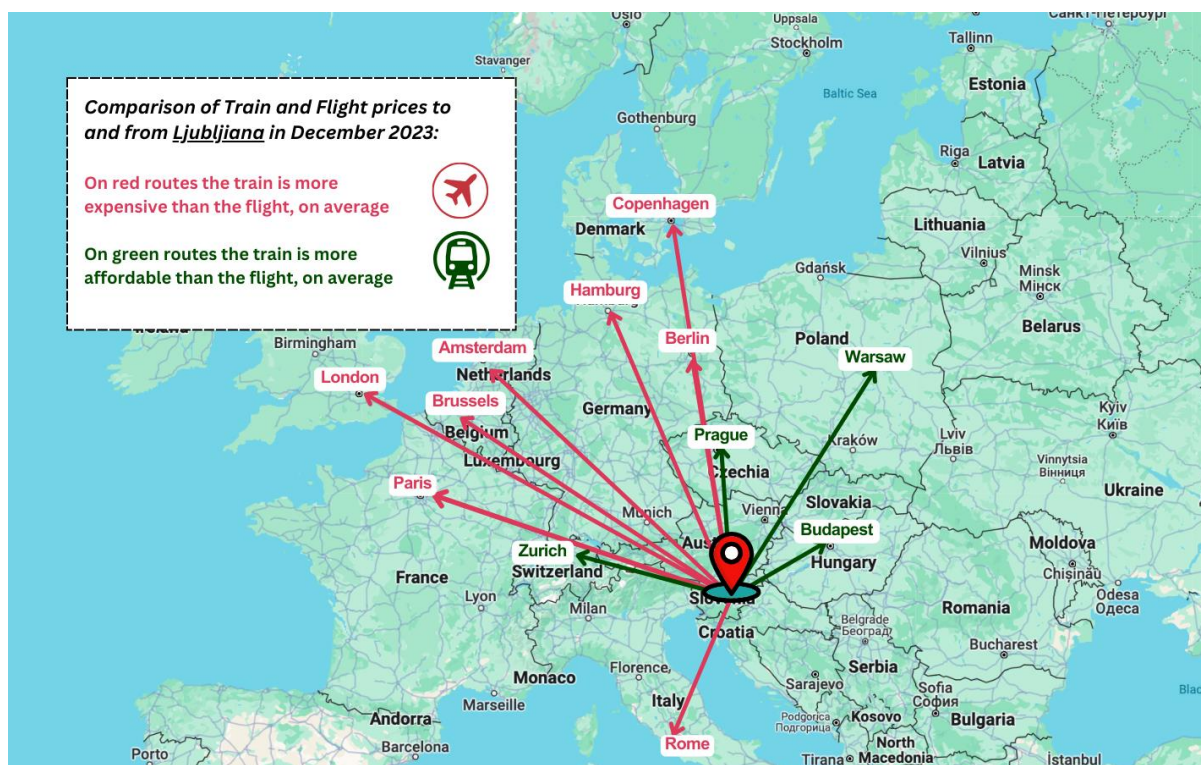 Oslo
Uppsala
Санкт-Петербург
Stockholm
Tallinn
Stavanger
Estonia
Baltic Sea
Comparison of Train and Flight prices to
and from Ljubljiana in December 2023:
On red routes the train is more
expensive than the flight, on average
On green routes the train is more
affordable than the flight, on average
Gothenburg
Riga
Latvia
Copenhagen
Denmark
Lithuania
Vilnius
Gdańsk
Minsk
Мінск
Hamburg
Belarus
Ireland
Birmingham
Amsterdam
Netherlands
Berlin
Poland
Warsaw
London
Brussels
Belgium
Germany
Kyiv
Київ
Prague
Czechia
Kraków
Lviv
Львів
Luxembourg
Vinnytsia
Вінниця
Ukraine
Paris
Munich
Vienna
Slovakia
Budapest
Hungary
Zurich
Switzerland
Moldova
Chișinău
France
Odesa
Одеса
Lyon
Milan
Slovenia
Romania
Croatia
Belgrade
Београд
Bucharest
Florence
Monaco
Serbia
Marseille
Italy
Sarajevo
Sofia
София
Andorra
Podgorica
Подгорица
Kosovo
Bulgaria
Barcelona
Porto
Rome
North
Macedonia
Tirana
İstanbul